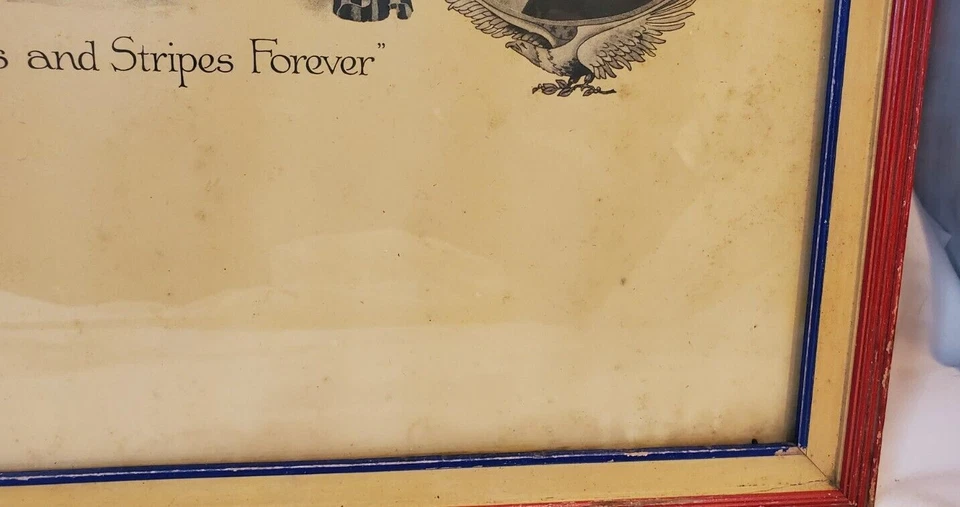 s and Stripes Forever"